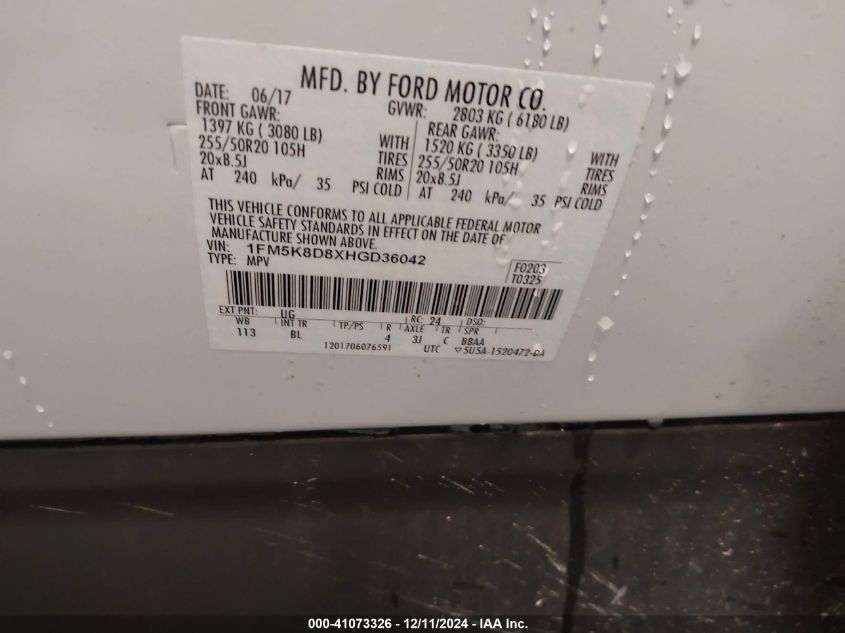 MFD. BY FORD MOTOR CO.
DATE: 06/17 GVWR: 2803 KG ( 6180 LB)
FRONT GAWR: REAR GAWR:
1397 KG ( 3080 LB) WITH 1520 KG ( 3350 LB) WITH
255/50R20 105H TIRES 255/50R20 105H TIRES
20x8.5J RIMS 20x8.5J RIMS
AT 240 kPa/ 35 PSI COLD AT 240 kPa/ 35 PSI COLD
THIS VEHICLE CONFORMS TO ALL APPLICABLE FEDERAL MOTOR
VEHICLE SAFETY STANDARDS IN EFFECT ON THE DATE OF
MANUFACTURE SHOWN ABOVE.
VIN: 1FM5K8D8XHGD36042 F0203
TYPE: MPV T0325
EXT PNT: UG RC: 24 DSO:
WB INT TR TP/PS R AXLE TR SPR
113 BL 4 3J C BBAA
1201706076591 UTC ▽5U5A-1520472-DA
000-41073326 - 12/11/2024 - IAA Inc.